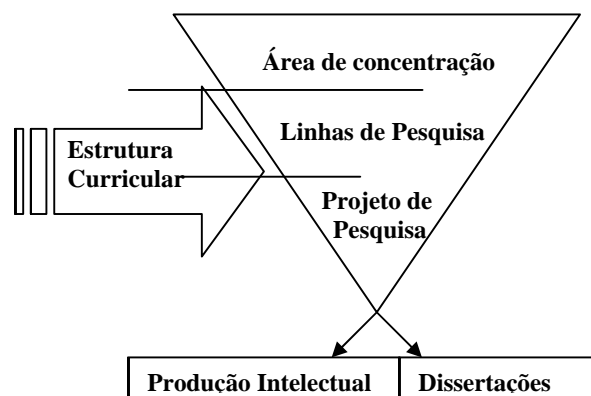 Área de concentração
Linhas de Pesquisa
Estrutura
Curricular
Projeto de
Pesquisa
Produção Intelectual
Dissertações